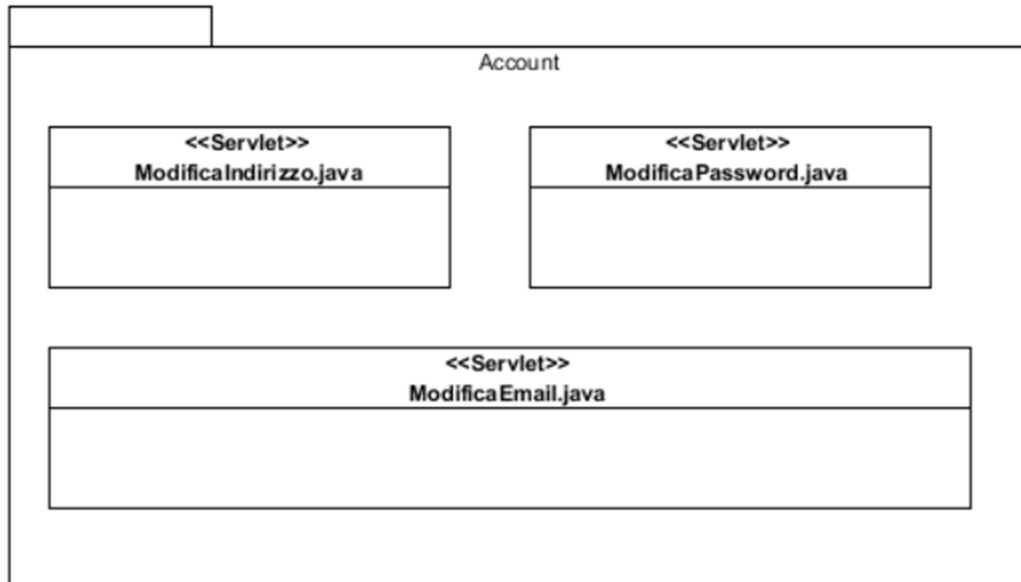 Account
<<Servlet>>
ModificaIndirizzo.java
<<Servlet>>
ModificaPassword.java
<<Servlet>>
ModificaEmail.java